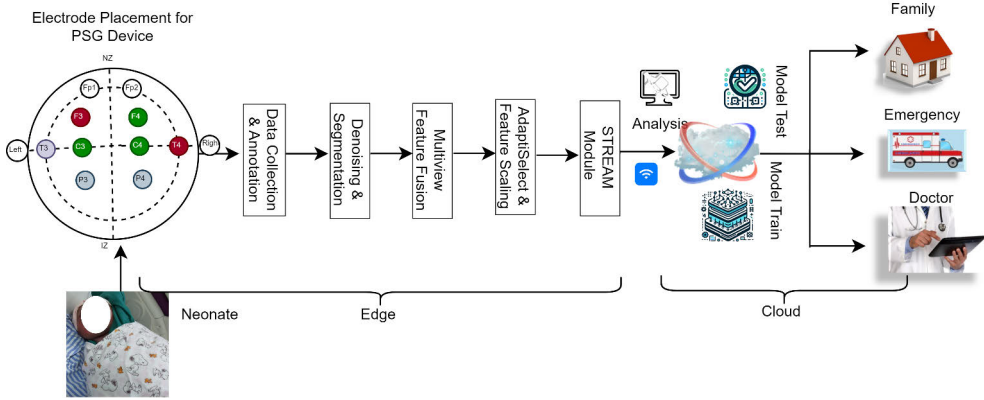 Electrode Placement for
PSG Device
NZ
Fp1
Fp2
F3
F4
Left
T3
C3
C4
T4
Righ
P3
P4
IZ
Neonate
Data Collection
& Annotation
Denoising &
Segmentation
Multiview
Feature Fusion
AdaptiSelect &
Feature Scaling
STREAM
Module
Edge
Analysis
Model Test
Model Train
Cloud
Family
Emergency
Doctor